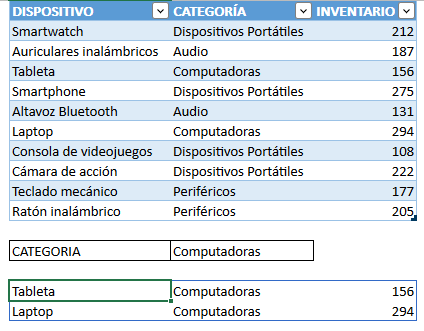 DISPOSITIVO CATEGORÍA INVENTARIO
Smartwatch Dispositivos Portátiles 212
Auriculares inalámbricos Audio 187
Tableta Computadoras 156
Smartphone Dispositivos Portátiles 275
Altavoz Bluetooth Audio 131
Laptop Computadoras 294
Consola de videojuegos Dispositivos Portátiles 108
Cámara de acción Dispositivos Portátiles 222
Teclado mecánico Periféricos 177
Ratón inalámbrico Periféricos 205
CATEGORIA Computadoras
Tableta Computadoras 156
Laptop Computadoras 294